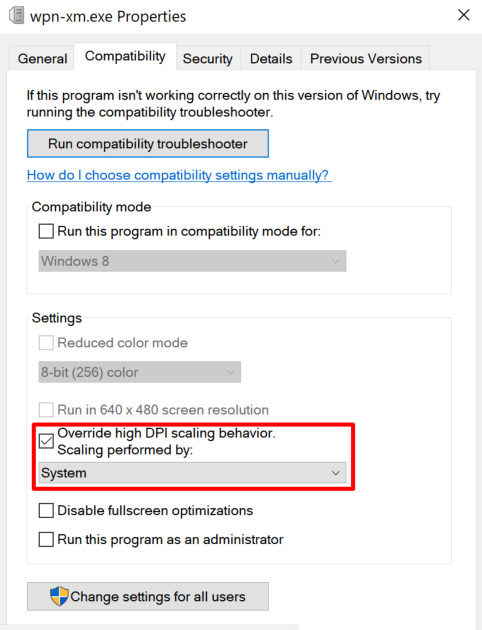 wpn-xm.exe Properties
General
Compatibility
Security
Details
Previous Versions
If this program isn't working correctly on this version of Windows, try
running the compatibility troubleshooter.
Run compatibility troubleshooter
How do I choose compatibility settings manually?
Compatibility mode
Run this program in compatibility mode for:
Windows 8
Settings
Reduced color mode
8-bit (256) color
Run in 640 x 480 screen resolution
Override high DPI scaling behavior.
Scaling performed by:
System
Disable fullscreen optimizations
Run this program as an administrator
Change settings for all users